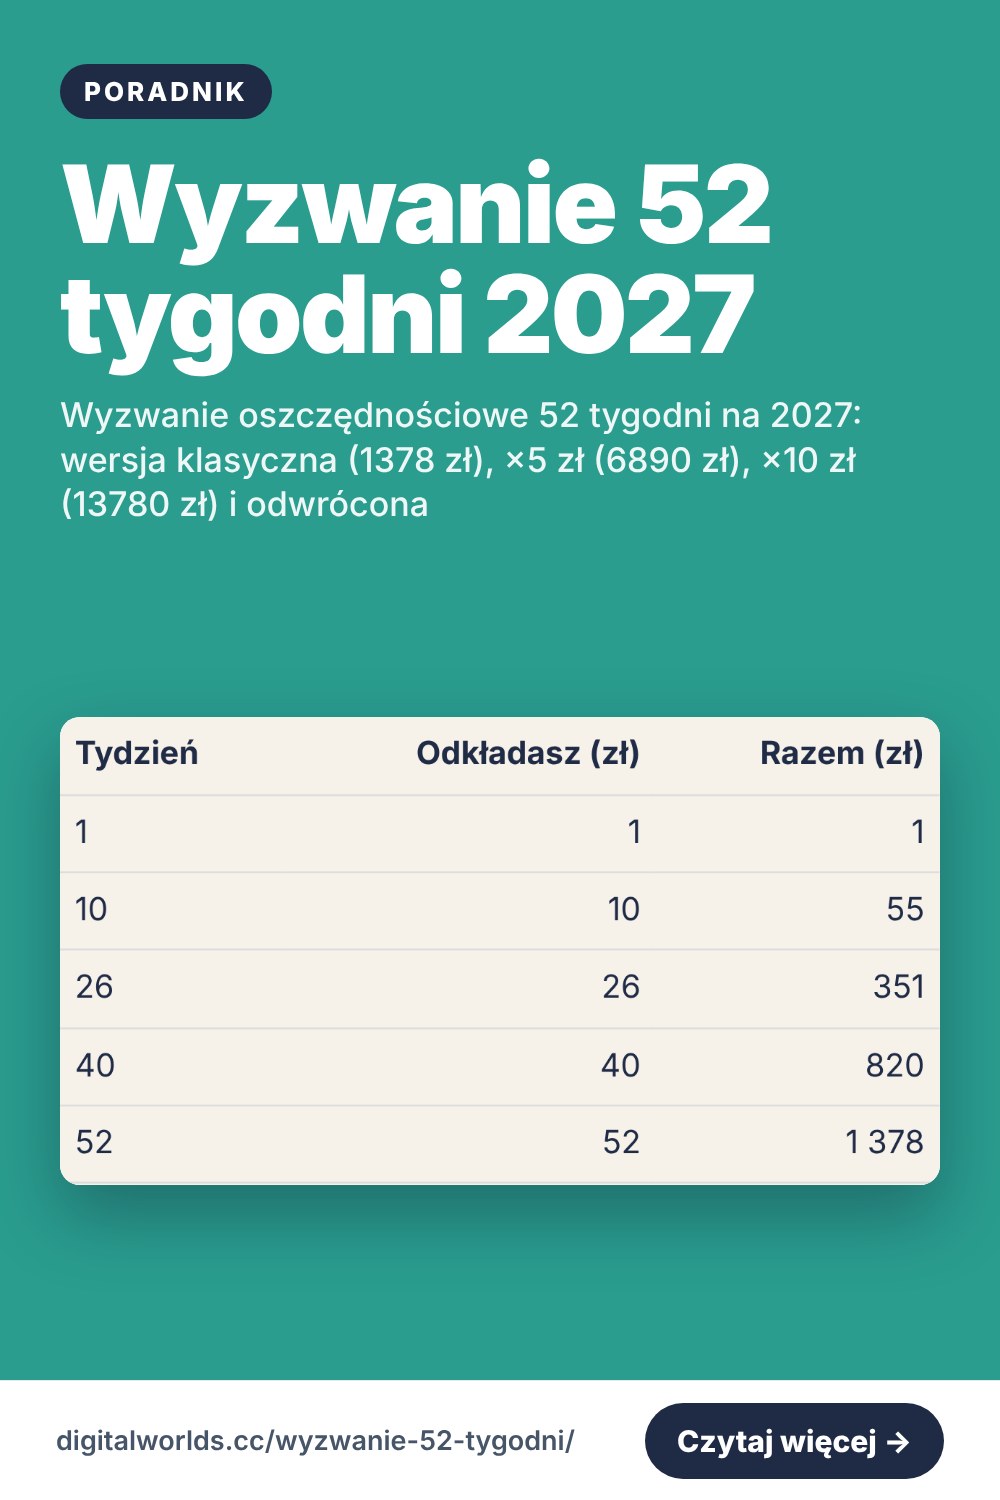 PORADNIK
Wyzwanie 52
tygodni 2027
Wyzwanie oszczędnościowe 52 tygodni na 2027:
wersja klasyczna (1378 zł), ×5 zł (6890 zł), ×10 zł
(13780 zł) i odwrócona
Tydzień Odkładasz (zł) Razem (zł)
1 1 1
10 10 55
26 26 351
40 40 820
52 52 1 378
digitalworlds.cc/wyzwanie-52-tygodni/
Czytaj więcej →